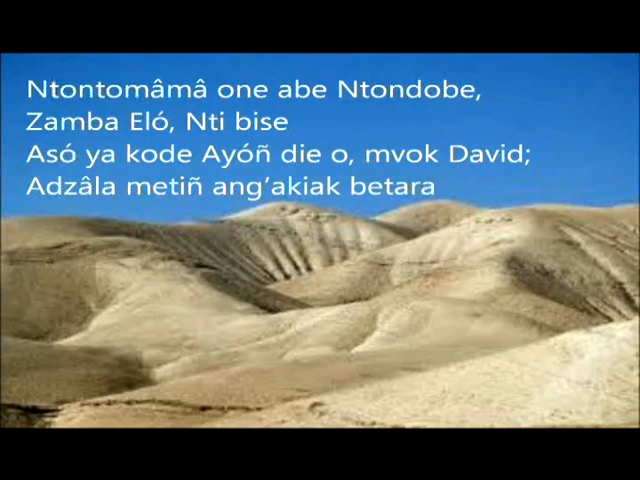 Ntontomâmâ one abe Ntondobe,
Zamba Eló, Nti bise
Asó ya kode Ayóñ die o, mvok David;
Adzâla metiñ ang’akiak betara